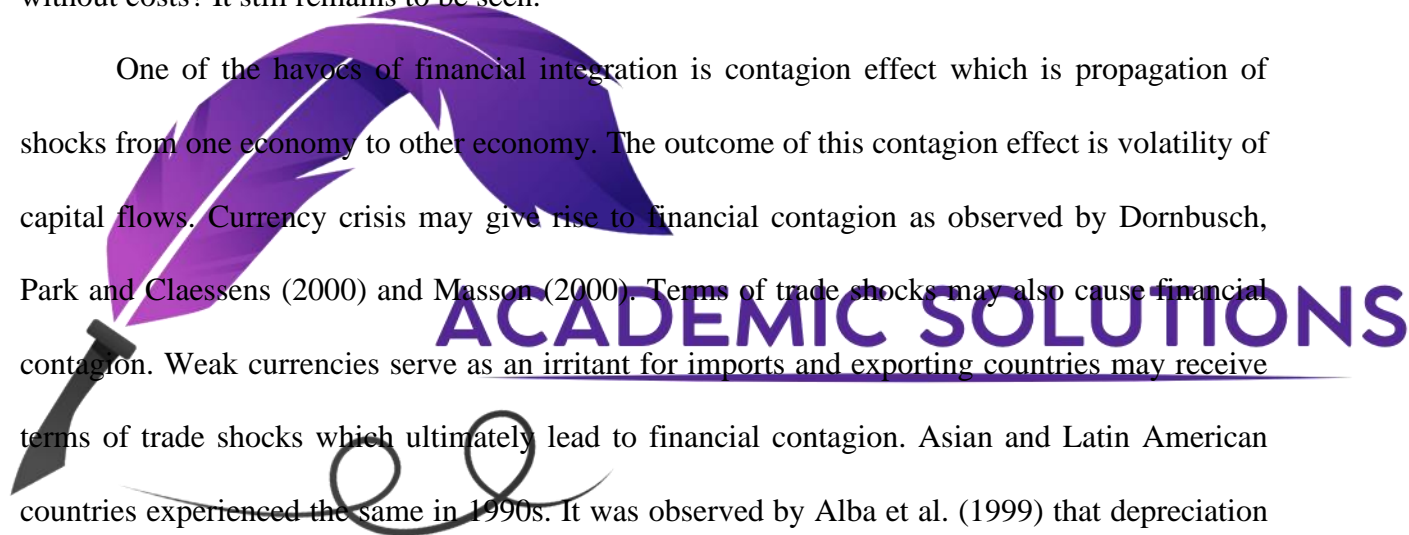 without costs? It still remains to be seen.
One of the havocs of financial integration is contagion effect which is propagation of
shocks from one economy to other economy. The outcome of this contagion effect is volatility of
capital flows. Currency crisis may give rise to financial contagion as observed by Dornbusch,
Park and Claessens (2000) and Masson (2000). Terms of trade shocks may also cause financial
ACADEMIC SOLUTIONS
contagion. Weak currencies serve as an irritant for imports and exporting countries may receive
terms of trade shocks which ultimately lead to financial contagion. Asian and Latin American
countries experienced the same in 1990s. It was observed by Alba et al. (1999) that depreciation